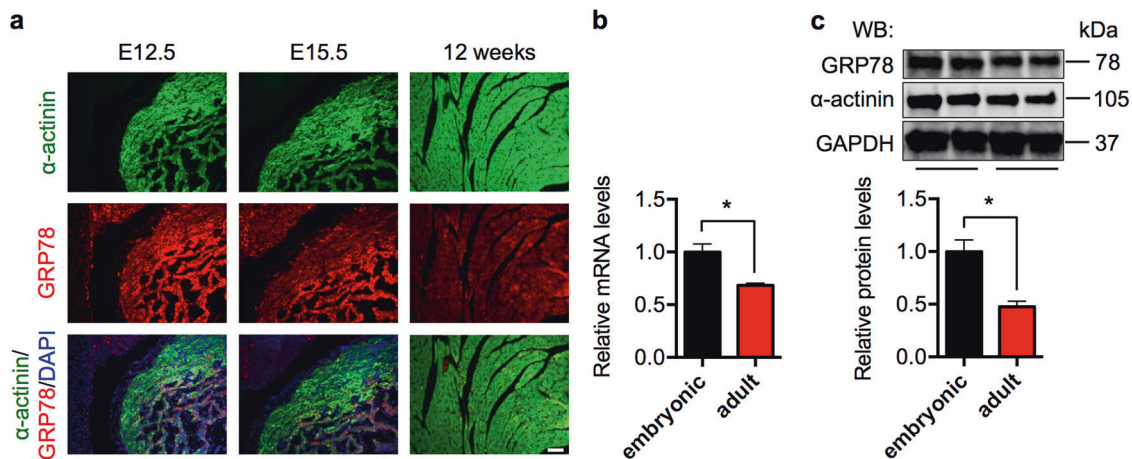 a
E12.5
E15.5
12 weeks
α-actinin
GRP78
α-actinin/
GRP78/DAPI
b
Relative mRNA levels
1.5
1.0
0.5
0.0
*
embryonic
adult
c
WB:
kDa
GRP78
78
α-actinin
105
GAPDH
37
Relative protein levels
1.5
1.0
0.5
0.0
*
embryonic
adult